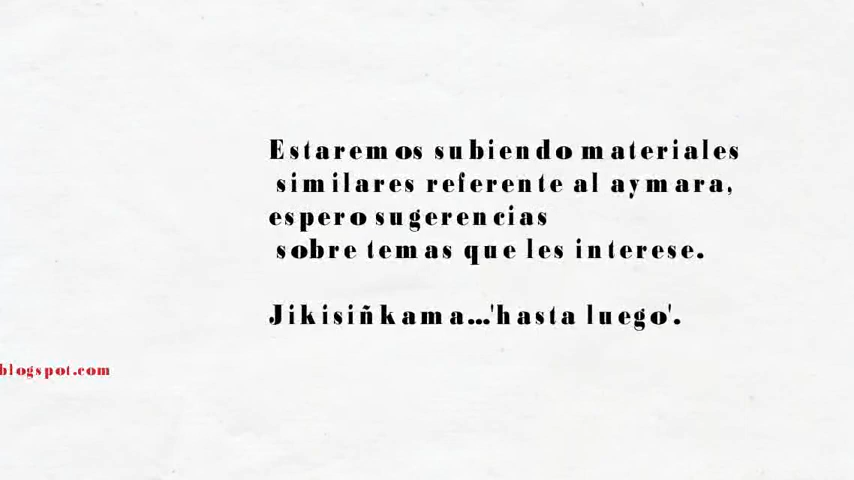 Estaremos subiendo materiales
similares referente al aymara,
espero sugerencias
sobre temas que les interese.
Jikisiñkama...'hasta luego'.
blogspot.com